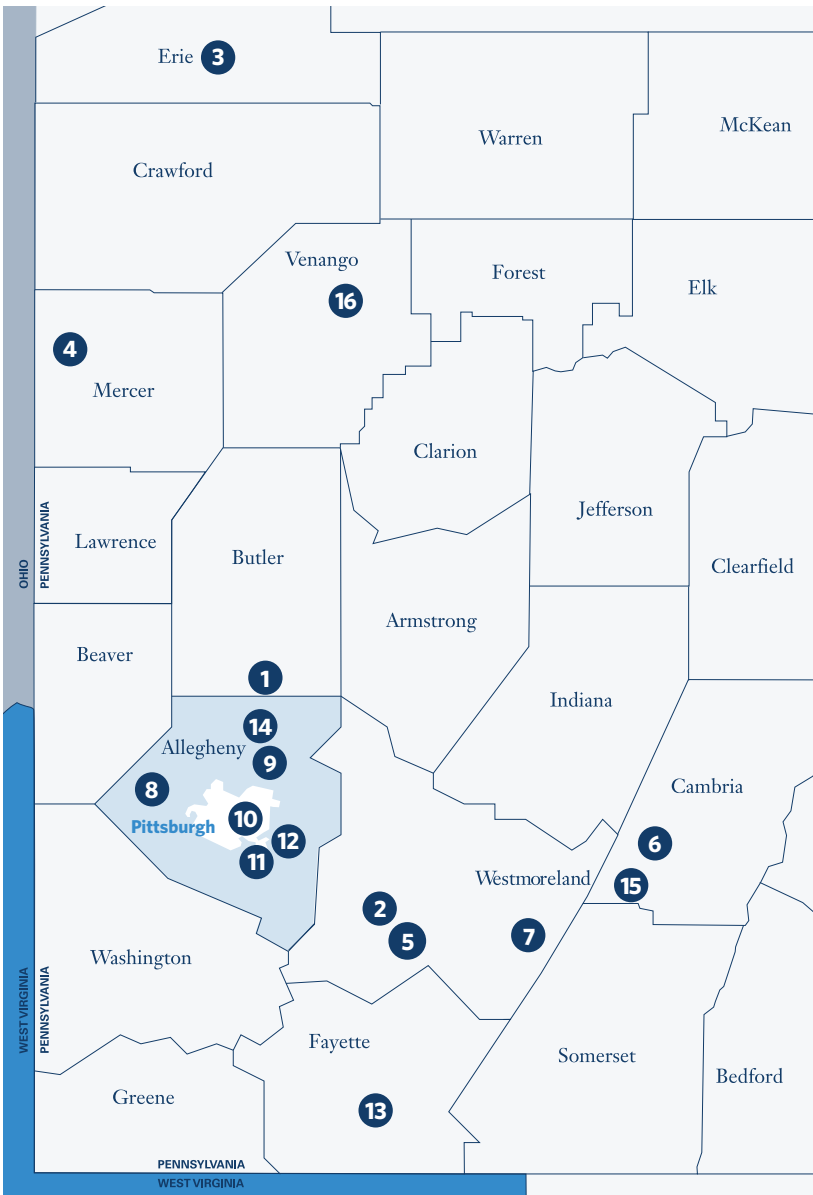 Erie 3
McKean
Warren
Crawford
Venango
Forest
Elk
16
4
Mercer
Clarion
Jefferson
Lawrence
Butler
Clearfield
OHIO
PENNSYLVANIA
Armstrong
Beaver
1
Indiana
14
Allegheny
9
Cambria
8
10
Pittsburgh
12
6
11
Westmoreland
15
2
7
5
Washington
WEST VIRGINIA
PENNSYLVANIA
Fayette
Somerset
Bedford
Greene
13
PENNSYLVANIA
WEST VIRGINIA